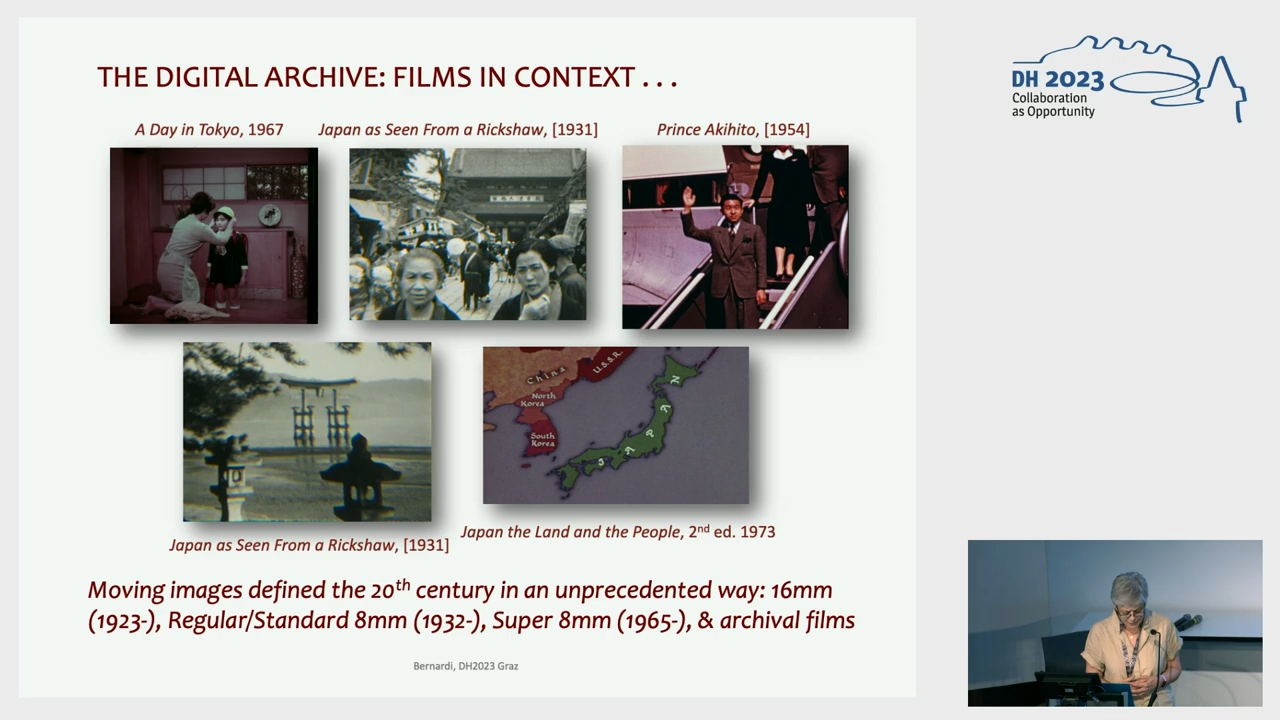 THE DIGITAL ARCHIVE: FILMS IN CONTEXT . . .
A Day in Tokyo, 1967
Japan as Seen From a Rickshaw, [1931]
Prince Akihito, [1954]
China
U.S.S.R.
North
Korea
South
Korea
JAPAN
Japan as Seen From a Rickshaw, [1931]
Japan the Land and the People, 2nd ed. 1973
Moving images defined the 20th century in an unprecedented way: 16mm
(1923-), Regular/Standard 8mm (1932-), Super 8mm (1965-), & archival films
Bernardi, DH2023 Graz
DH 2023
Collaboration
as Opportunity